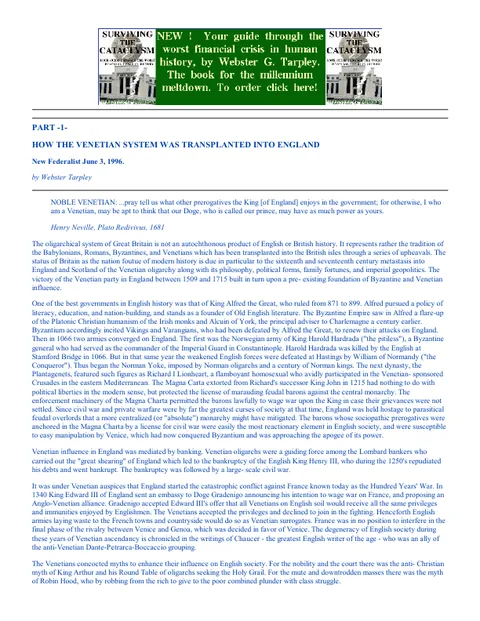 SURVIVING
THE
CATACLYSM
NEW ! Your guide through the
worst financial crisis in human
history, by Webster G. Tarpley.
The book for the millennium
meltdown. To order click here!
SURVIVING
THE
CATACLYSM
PART -1-
HOW THE VENETIAN SYSTEM WAS TRANSPLANTED INTO ENGLAND
New Federalist June 3, 1996.
by Webster Tarpley
NOBLE VENETIAN: ...pray tell us what other prerogatives the King [of England] enjoys in the government; for otherwise, I who
am a Venetian, may be apt to think that our Doge, who is called our prince, may have as much power as yours.
Henry Neville, Plato Redivivus, 1681
The oligarchical system of Great Britain is not an autochthonous product of English or British history. It represents rather the tradition of
the Babylonians, Romans, Byzantines, and Venetians which has been transplanted into the British isles through a series of upheavals. The
status of Britain as the nation foutue of modern history is due in particular to the sixteenth and seventeenth century metastasis into
England and Scotland of the Venetian oligarchy along with its philosophy, political forms, family fortunes, and imperial geopolitics. The
victory of the Venetian party in England between 1509 and 1715 built in turn upon a pre- existing foundation of Byzantine and Venetian
influence.
One of the best governments in English history was that of King Alfred the Great, who ruled from 871 to 899. Alfred pursued a policy of
literacy, education, and nation-building, and stands as a founder of Old English literature. The Byzantine Empire saw in Alfred a flare-up
of the Platonic Christian humanism of the Irish monks and Alcuin of York, the principal adviser to Charlemagne a century earlier.
Byzantium accordingly incited Vikings and Varangians, who had been defeated by Alfred the Great, to renew their attacks on England.
Then in 1066 two armies converged on England. The first was the Norwegian army of King Harold Hardrada ("the pitiless"), a Byzantine
general who had served as the commander of the Imperial Guard in Constantinople. Harold Hardrada was killed by the English at
Stamford Bridge in 1066. But in that same year the weakened English forces were defeated at Hastings by William of Normandy ("the
Conqueror"). Thus began the Norman Yoke, imposed by Norman oligarchs and a century of Norman kings. The next dynasty, the
Plantagenets, featured such figures as Richard I Lionheart, a flamboyant homosexual who avidly participated in the Venetian- sponsored
Crusades in the eastern Mediterranean. The Magna Carta extorted from Richard's successor King John in 1215 had nothing to do with
political liberties in the modern sense, but protected the license of marauding feudal barons against the central monarchy. The
enforcement machinery of the Magna Charta permitted the barons lawfully to wage war upon the King in case their grievances were not
settled. Since civil war and private warfare were by far the greatest curses of society at that time, England was held hostage to parasitical
feudal overlords that a more centralized (or "absolute") monarchy might have mitigated. The barons whose sociopathic prerogatives were
anchored in the Magna Charta by a license for civil war were easily the most reactionary element in English society, and were susceptible
to easy manipulation by Venice, which had now conquered Byzantium and was approaching the apogee of its power.
Venetian influence in England was mediated by banking. Venetian oligarchs were a guiding force among the Lombard bankers who
carried out the "great shearing" of England which led to the bankruptcy of the English King Henry III, who during the 1250's repudiated
his debts and went bankrupt. The bankruptcy was followed by a large- scale civil war.
It was under Venetian auspices that England started the catastrophic conflict against France known today as the Hundred Years' War. In
1340 King Edward III of England sent an embassy to Doge Gradenigo announcing his intention to wage war on France, and proposing an
Anglo-Venetian alliance. Gradenigo accepted Edward III's offer that all Venetians on English soil would receive all the same privileges
and immunities enjoyed by Englishmen. The Venetians accepted the privileges and declined to join in the fighting. Henceforth English
armies laying waste to the French towns and countryside would do so as Venetian surrogates. France was in no position to interfere in the
final phase of the rivalry between Venice and Genoa, which was decided in favor of Venice. The degeneracy of English society during
these years of Venetian ascendancy is chronicled in the writings of Chaucer - the greatest English writer of the age - who was an ally of
the anti-Venetian Dante-Petrarca-Boccaccio grouping.
The Venetians concocted myths to enhance their influence on English society. For the nobility and the court there was the anti- Christian
myth of King Arthur and his Round Table of oligarchs seeking the Holy Grail. For the mute and downtrodden masses there was the myth
of Robin Hood, who by robbing from the rich to give to the poor combined plunder with class struggle.